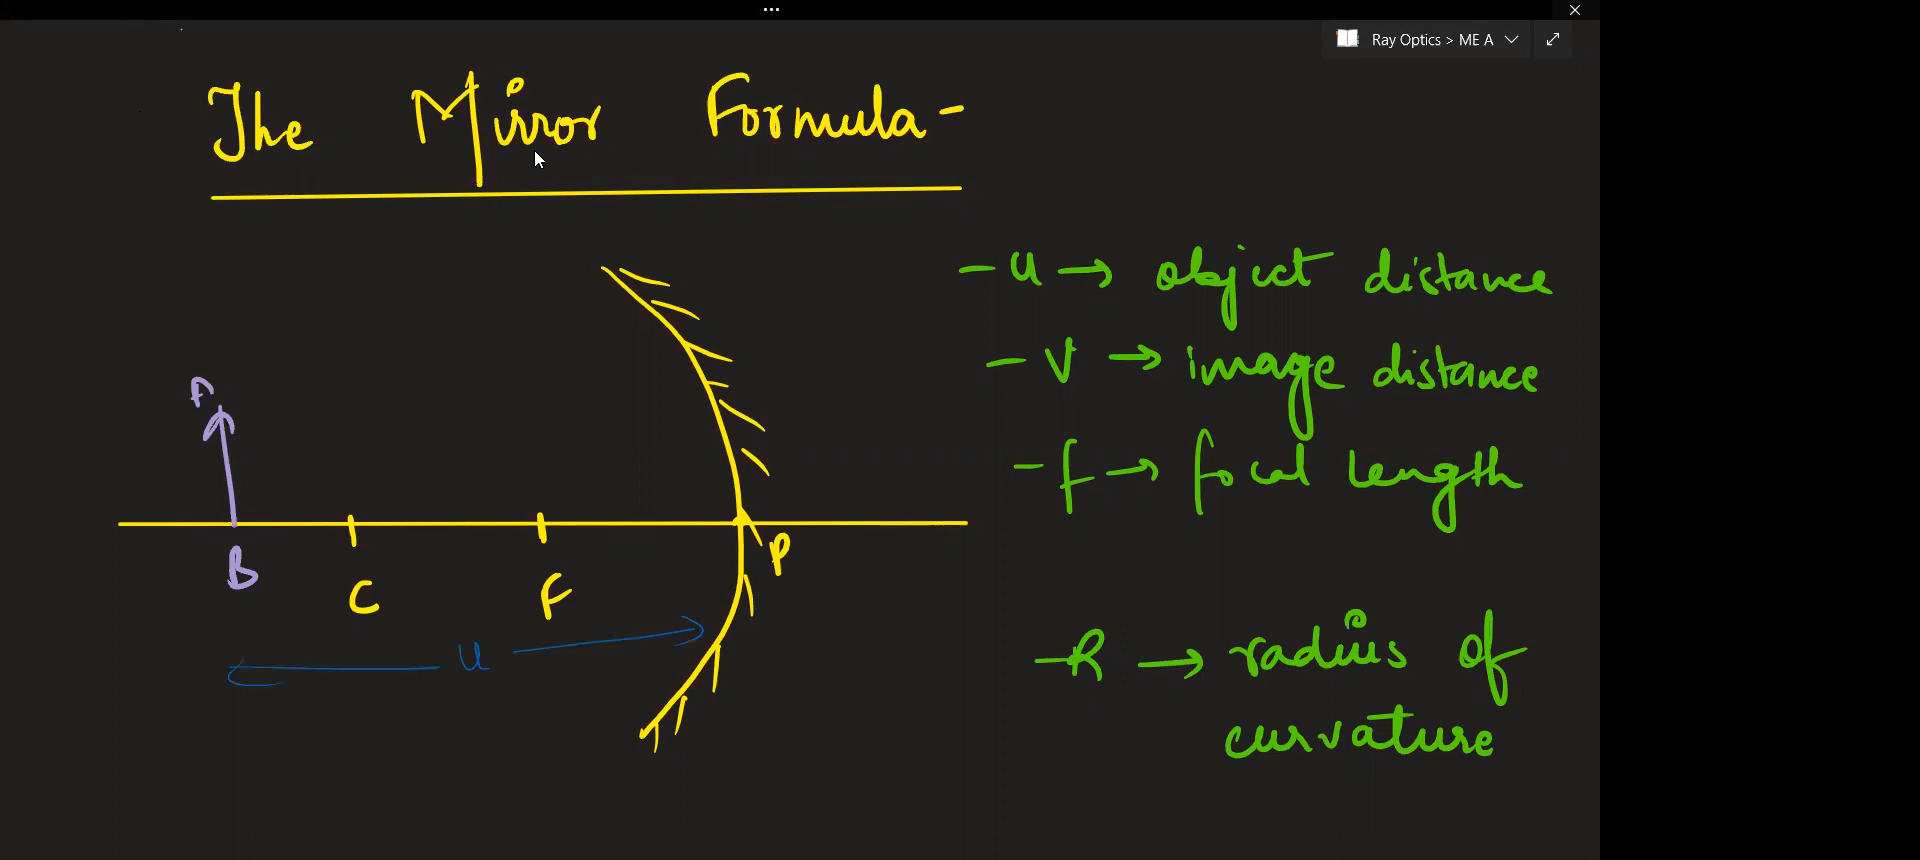 Ray Optics > ME A
The Mirror Formula -
- u → object distance
- v → image distance
- f → focal length
- R → radius of
curvature
A
B
C
F
P
u